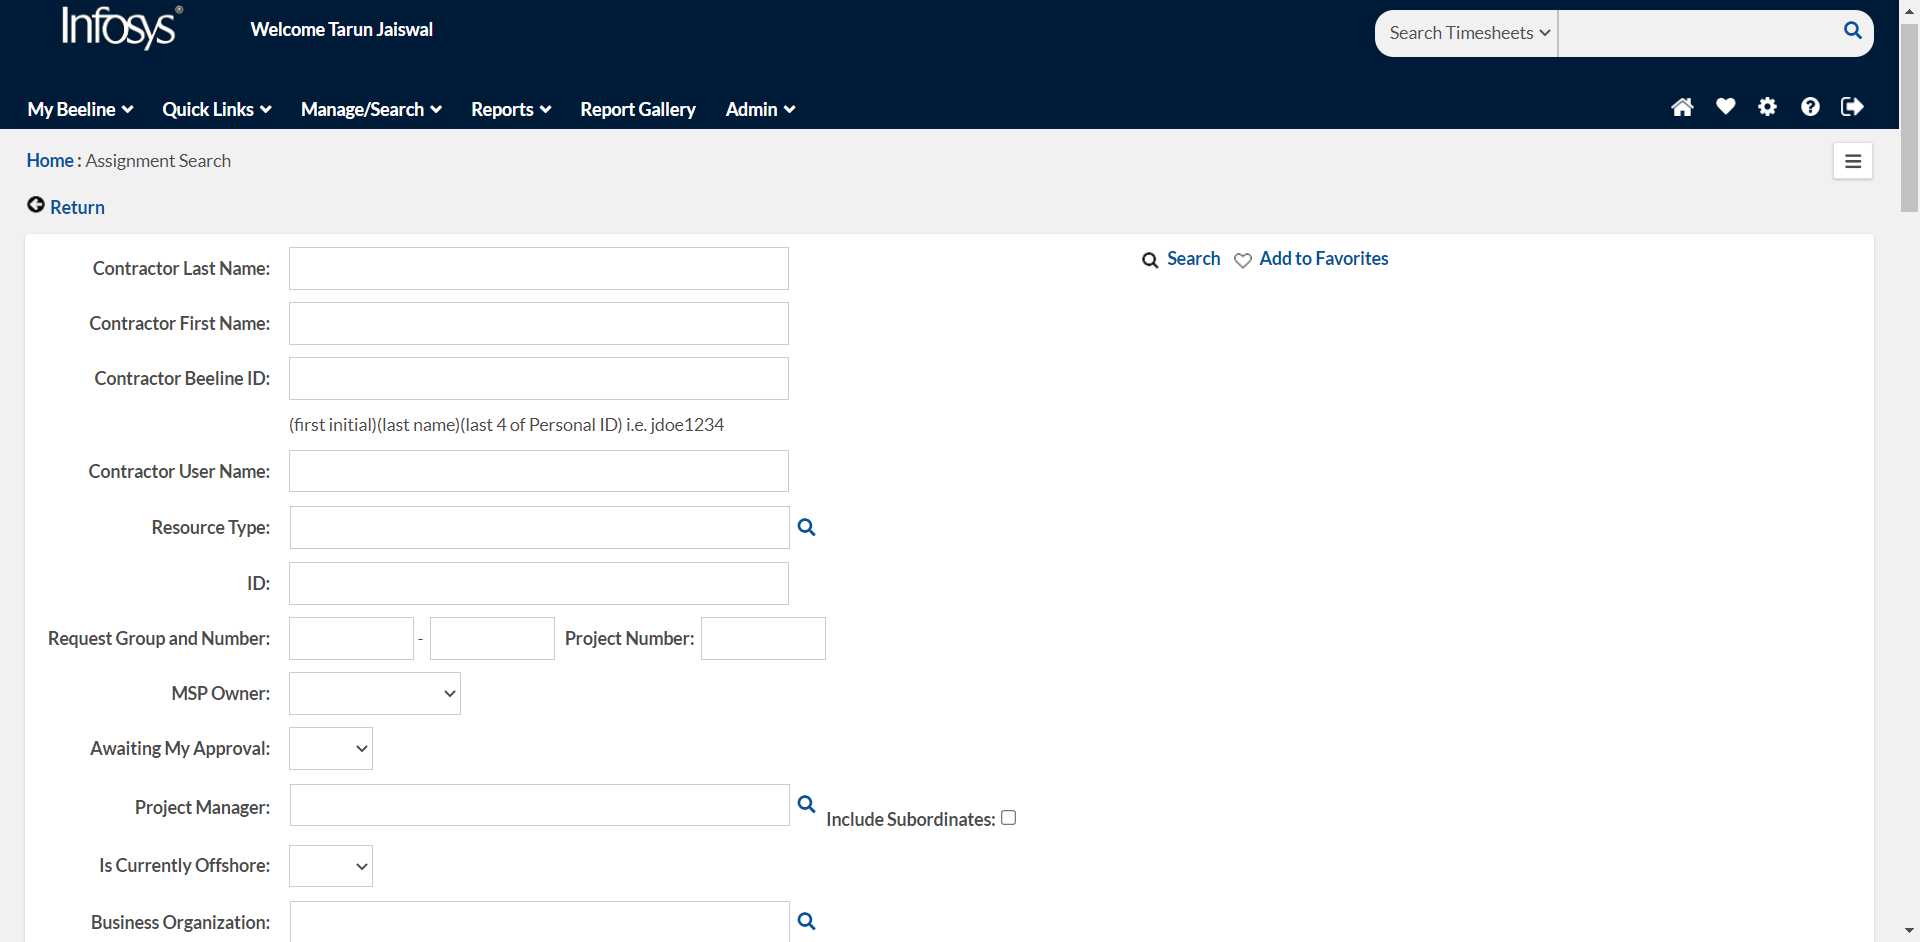 Infosys®
Welcome Tarun Jaiswal
Search Timesheets
My Beeline
Quick Links
Manage/Search
Reports
Report Gallery
Admin
Home : Assignment Search
Return
Search
Add to Favorites
Contractor Last Name:
Contractor First Name:
Contractor Beeline ID:
(first initial)(last name)(last 4 of Personal ID) i.e. jdoe1234
Contractor User Name:
Resource Type:
ID:
Request Group and Number: - Project Number:
MSP Owner:
Awaiting My Approval:
Project Manager:
Include Subordinates:
Is Currently Offshore:
Business Organization: